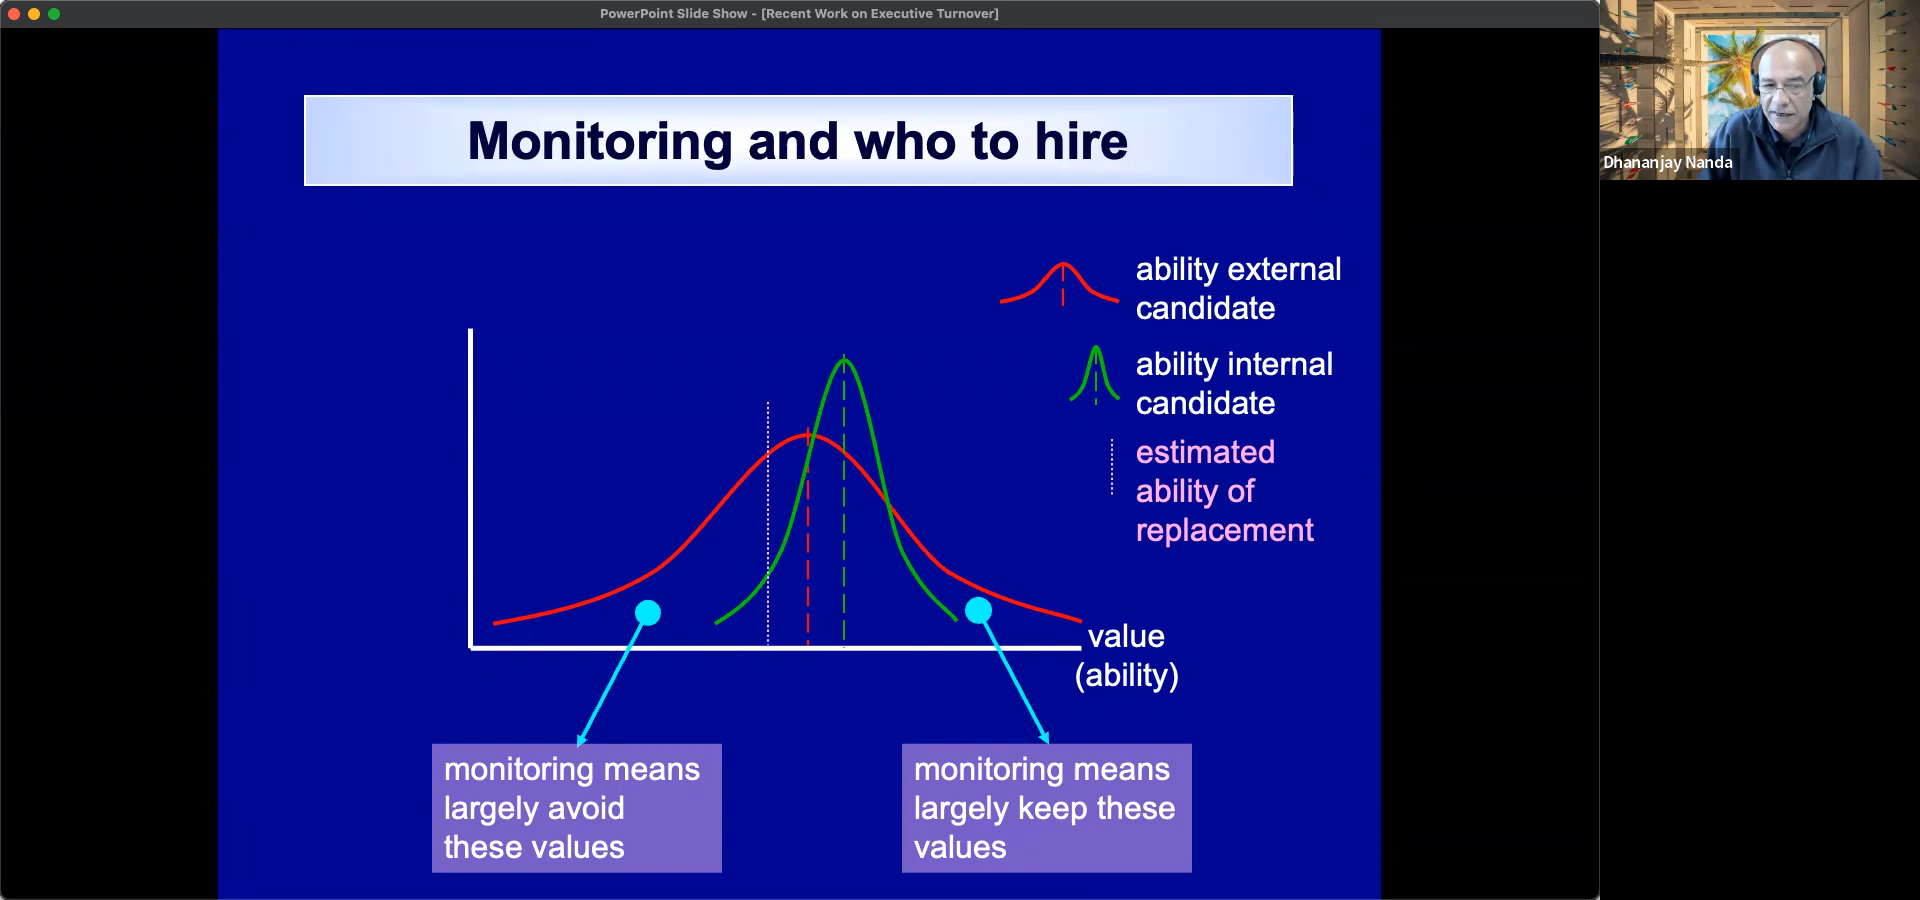 PowerPoint Slide Show - [Recent Work on Executive Turnover]
Monitoring and who to hire
ability external
candidate
ability internal
candidate
estimated
ability of
replacement
value
(ability)
monitoring means
largely avoid
these values
monitoring means
largely keep these
values
Dhananjay Nanda